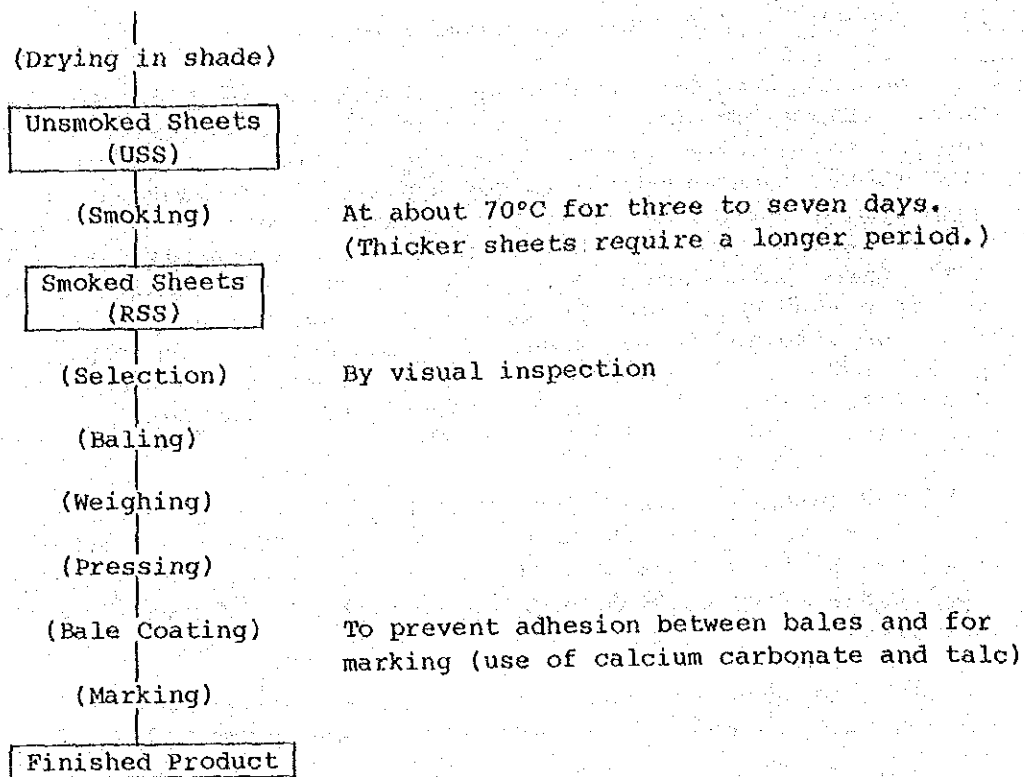 (Drying in shade)
Unsmoked Sheets
(USS)
(Smoking)
At about 70°C for three to seven days.
(Thicker sheets require a longer period.)
Smoked Sheets
(RSS)
(Selection)
By visual inspection
(Baling)
(Weighing)
(Pressing)
(Bale Coating)
To prevent adhesion between bales and for
marking (use of calcium carbonate and talc)
(Marking)
Finished Product